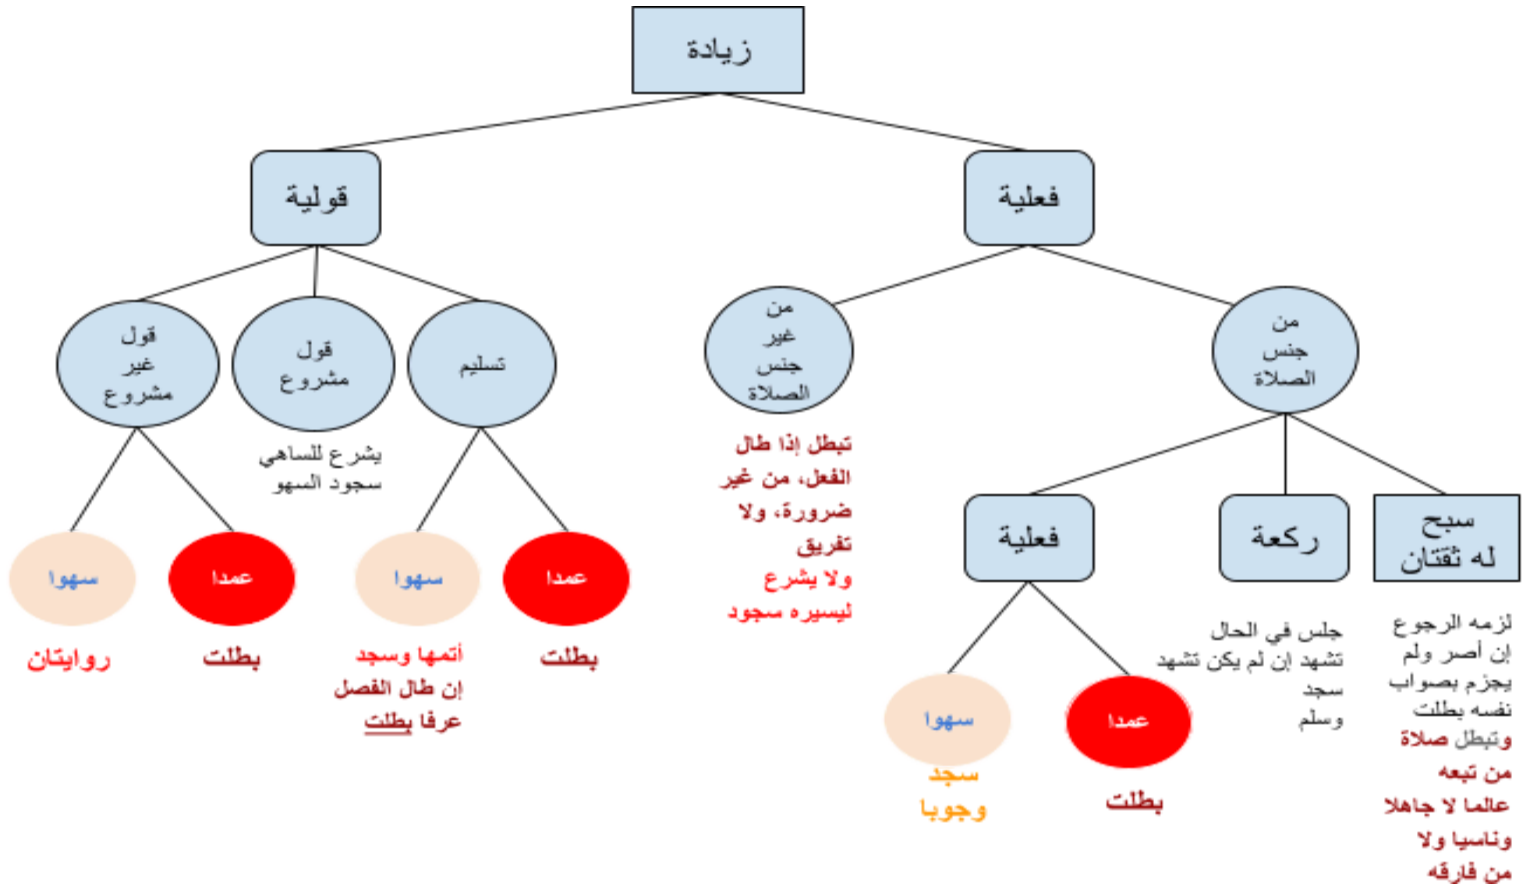 زيادة
فعلية
قولية
من
جنس
الصلاة
من
غير
جنس
الصلاة
تسليم
قول
مشروع
قول
غير
مشروع
سبح
له ثقتان
ركعة
فعلية
تبطل إذا طال
الفعل، من غير
ضرورة، ولا
تفريق
ولا يشرع
ليسيره سجود
يشرع للساهي
سجود السهو
عمدا
سهوا
عمدا
سهوا
بطلت
أتمها وسجد
إن طال الفصل
عرفا بطلت
بطلت
روايتان
لزمه الرجوع
إن أصر ولم
يجزم بصواب
نفسه بطلت
وتبطل صلاة
من تبعه
عالما لا جاهلا
وناسيا ولا
من فارقه
جلس في الحال
تشهد إن لم يكن تشهد
سجد
وسلم
عمدا
سهوا
بطلت
سجد
وجوبا